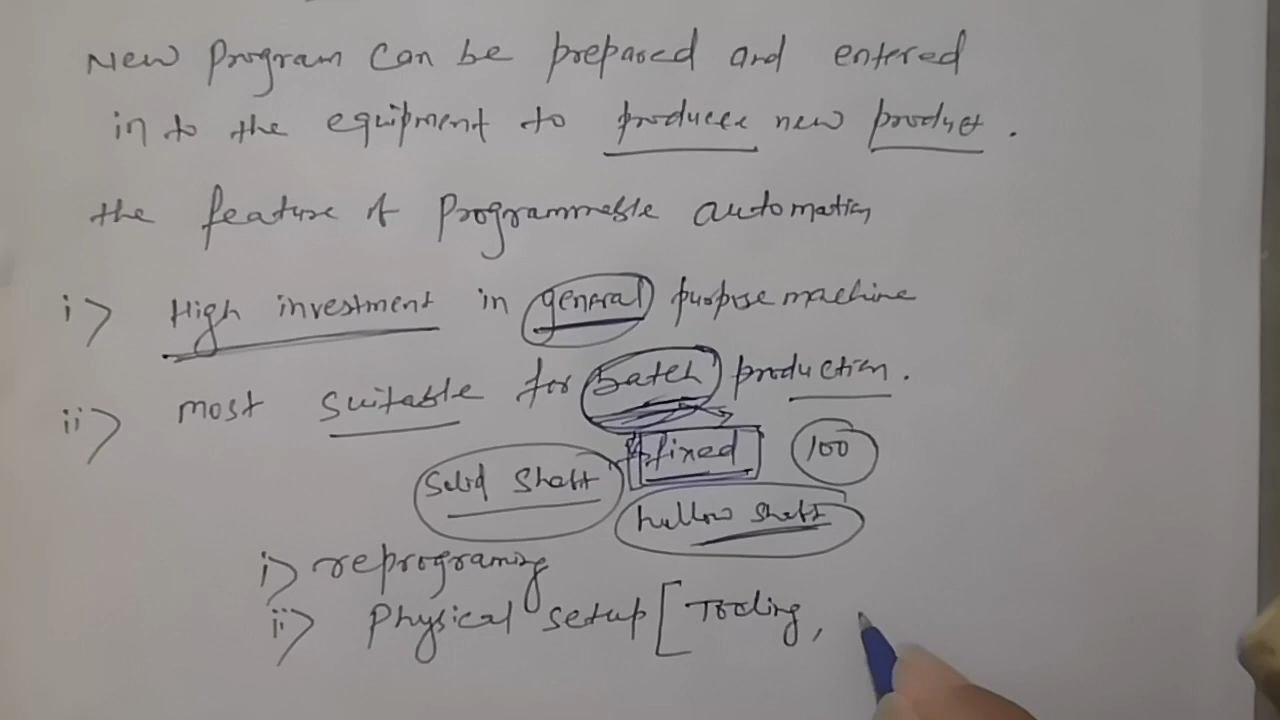 New Program can be prepared and entered
in to the equipment to producee new product .
the feature of Programmable automation
i) High investment in general purpose machine
ii) most suitable for batch production .
fixed 100
Solid Shaft
hollow shaft
i) reprograming
ii) Physical setup [ Tooling ,